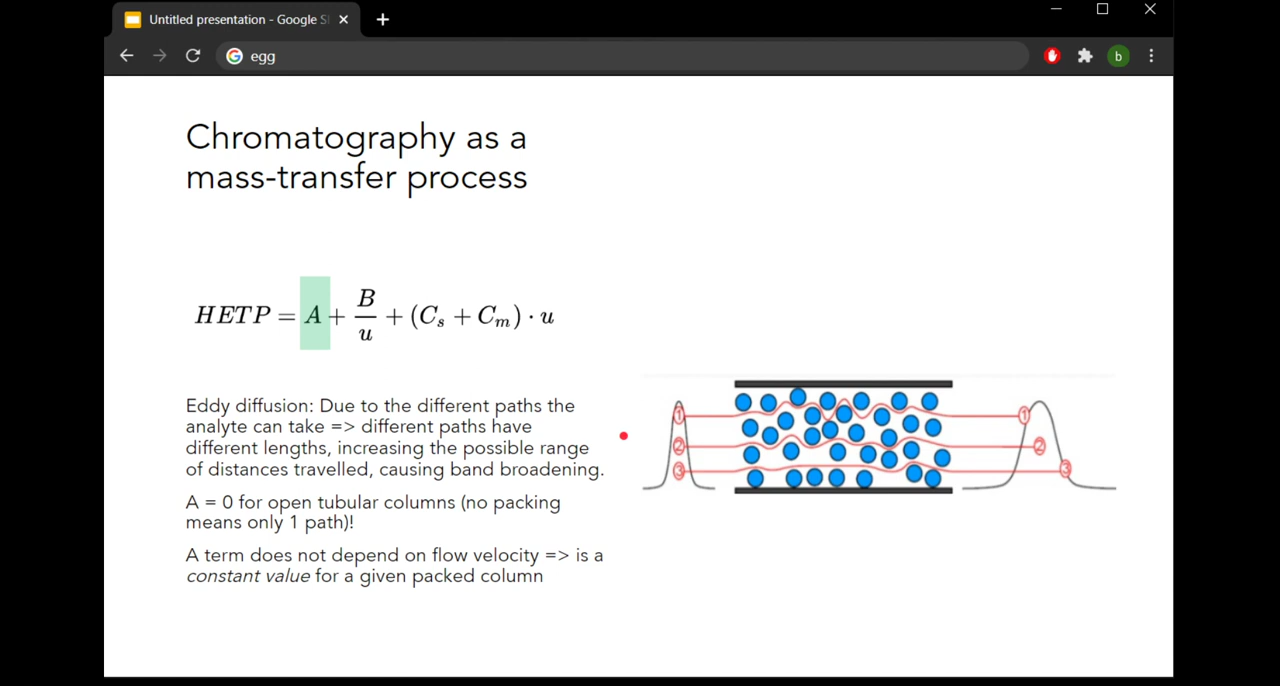 Untitled presentation - Google Sl
egg
b
Chromatography as a
mass-transfer process
HETP = A + B/u + (Cₛ + Cₘ) · u
Eddy diffusion: Due to the different paths the
analyte can take => different paths have
different lengths, increasing the possible range
of distances travelled, causing band broadening.
A = 0 for open tubular columns (no packing
means only 1 path)!
A term does not depend on flow velocity => is a
constant value for a given packed column
1
2
3
1
2
3